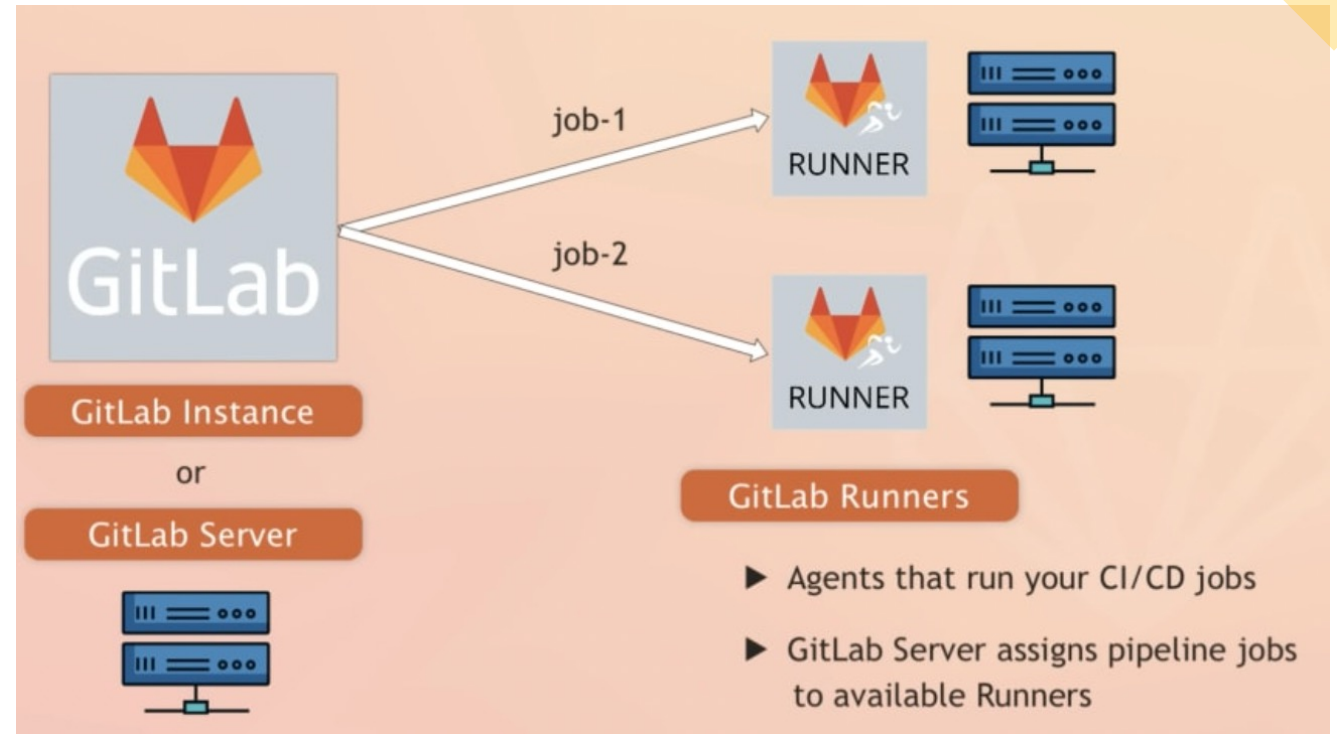 GitLab
GitLab Instance
or
GitLab Server
job-1
job-2
RUNNER
RUNNER
GitLab Runners
▶ Agents that run your CI/CD jobs
▶ GitLab Server assigns pipeline jobs
to available Runners